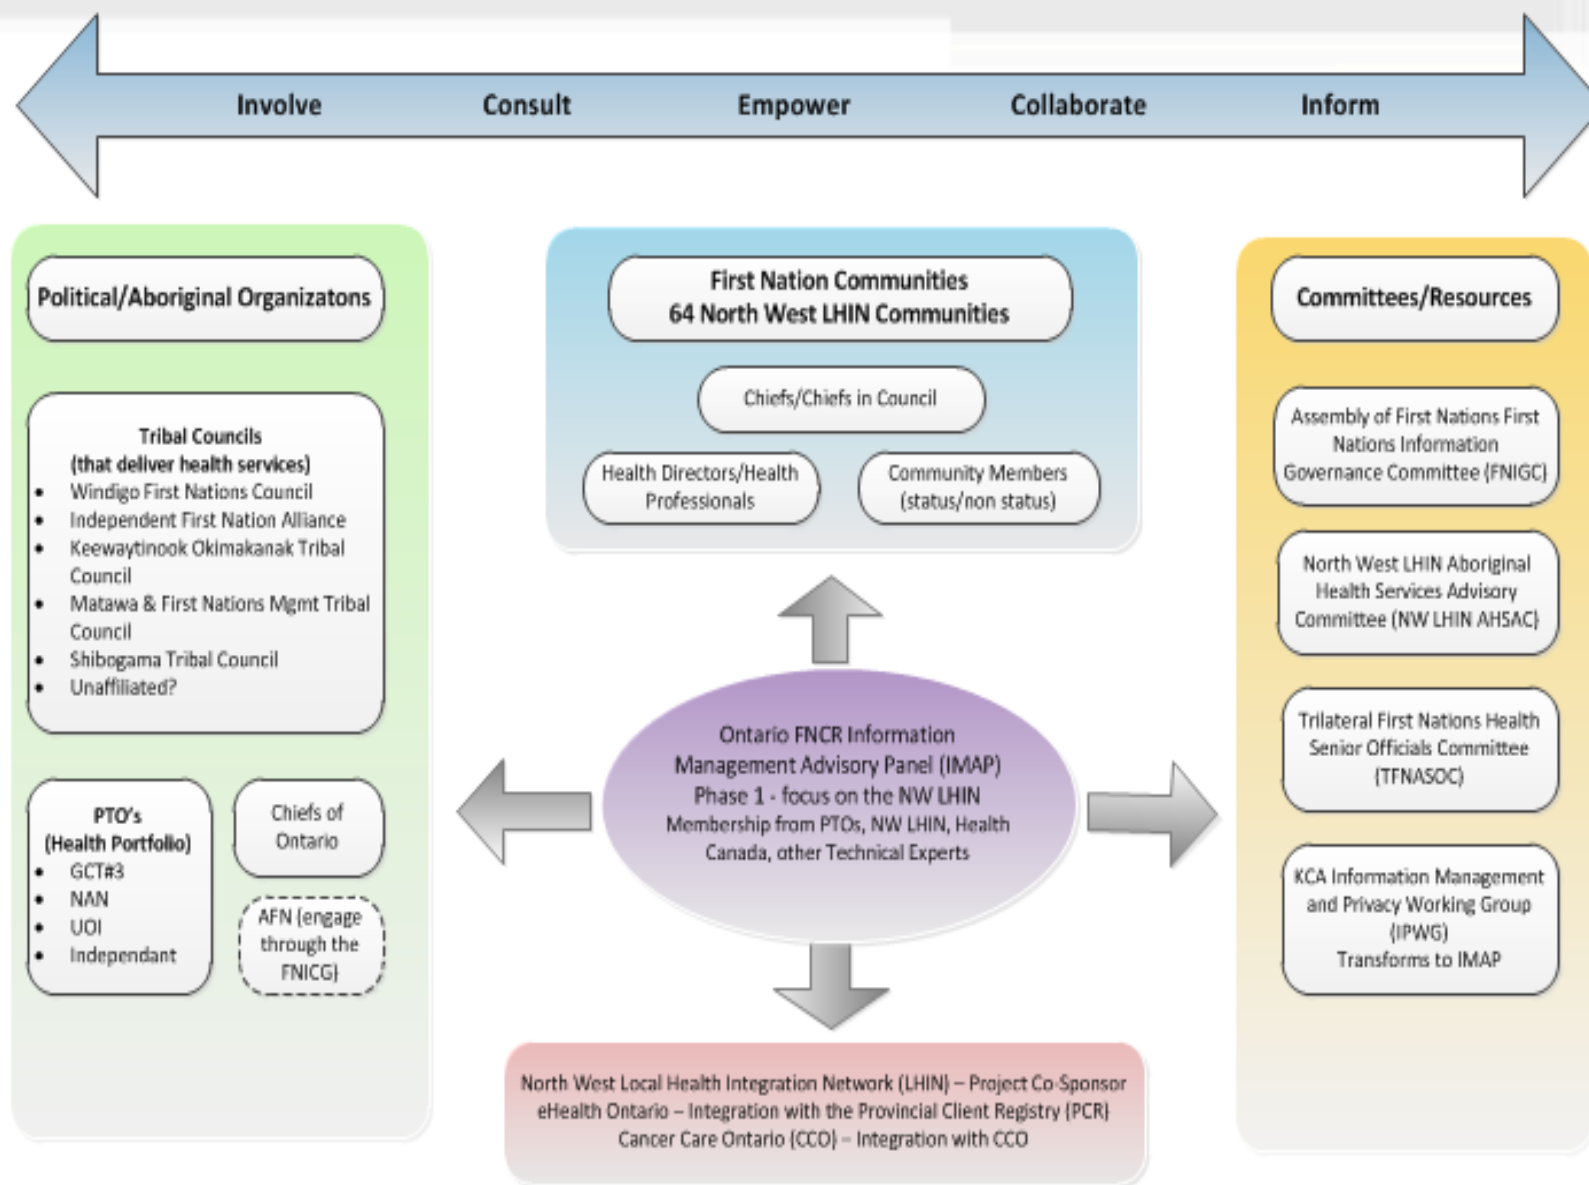 Involve Consult Empower Collaborate Inform
Political/Aboriginal Organizatons
Tribal Councils
(that deliver health services)
• Windigo First Nations Council
• Independent First Nation Alliance
• Keewaytinook Okimakanak Tribal
Council
• Matawa & First Nations Mgmt Tribal
Council
• Shibogama Tribal Council
• Unaffiliated?
PTO's
(Health Portfolio)
• GCT#3
• NAN
• UOI
• Independant
Chiefs of
Ontario
AFN (engage
through the
FNICG)
First Nation Communities
64 North West LHIN Communities
Chiefs/Chiefs in Council
Health Directors/Health
Professionals
Community Members
(status/non status)
Ontario FNCR Information
Management Advisory Panel (IMAP)
Phase 1 - focus on the NW LHIN
Membership from PTOs, NW LHIN, Health
Canada, other Technical Experts
North West Local Health Integration Network (LHIN) – Project Co-Sponsor
eHealth Ontario – Integration with the Provincial Client Registry (PCR)
Cancer Care Ontario (CCO) – Integration with CCO
Committees/Resources
Assembly of First Nations First
Nations Information
Governance Committee (FNIGC)
North West LHIN Aboriginal
Health Services Advisory
Committee (NW LHIN AHSAC)
Trilateral First Nations Health
Senior Officials Committee
(TFNASOC)
KCA Information Management
and Privacy Working Group
(IPWG)
Transforms to IMAP